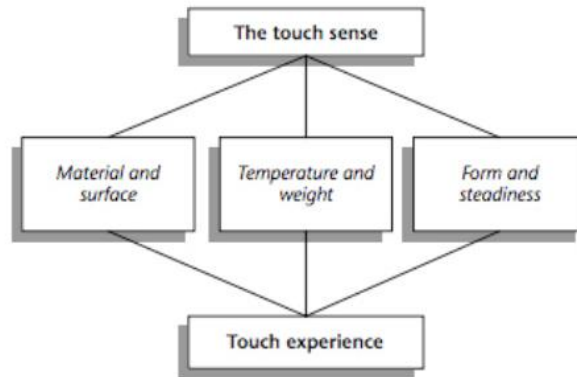 The touch sense
Material and
surface
Temperature and
weight
Form and
steadiness
Touch experience